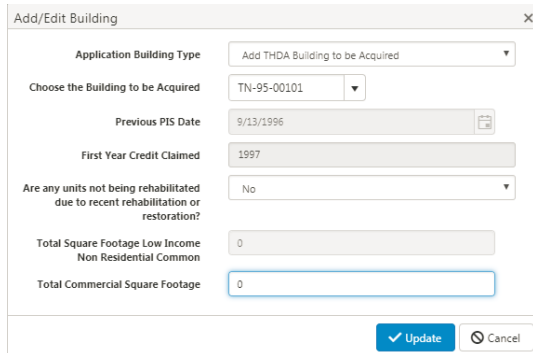 Add/Edit Building
Application Building Type Add THDA Building to be Acquired
Choose the Building to be Acquired TN-95-00101
Previous PIS Date 9/13/1996
First Year Credit Claimed 1997
Are any units not being rehabilitated No
due to recent rehabilitation or
restoration?
Total Square Footage Low Income 0
Non Residential Common
Total Commercial Square Footage 0
Update Cancel